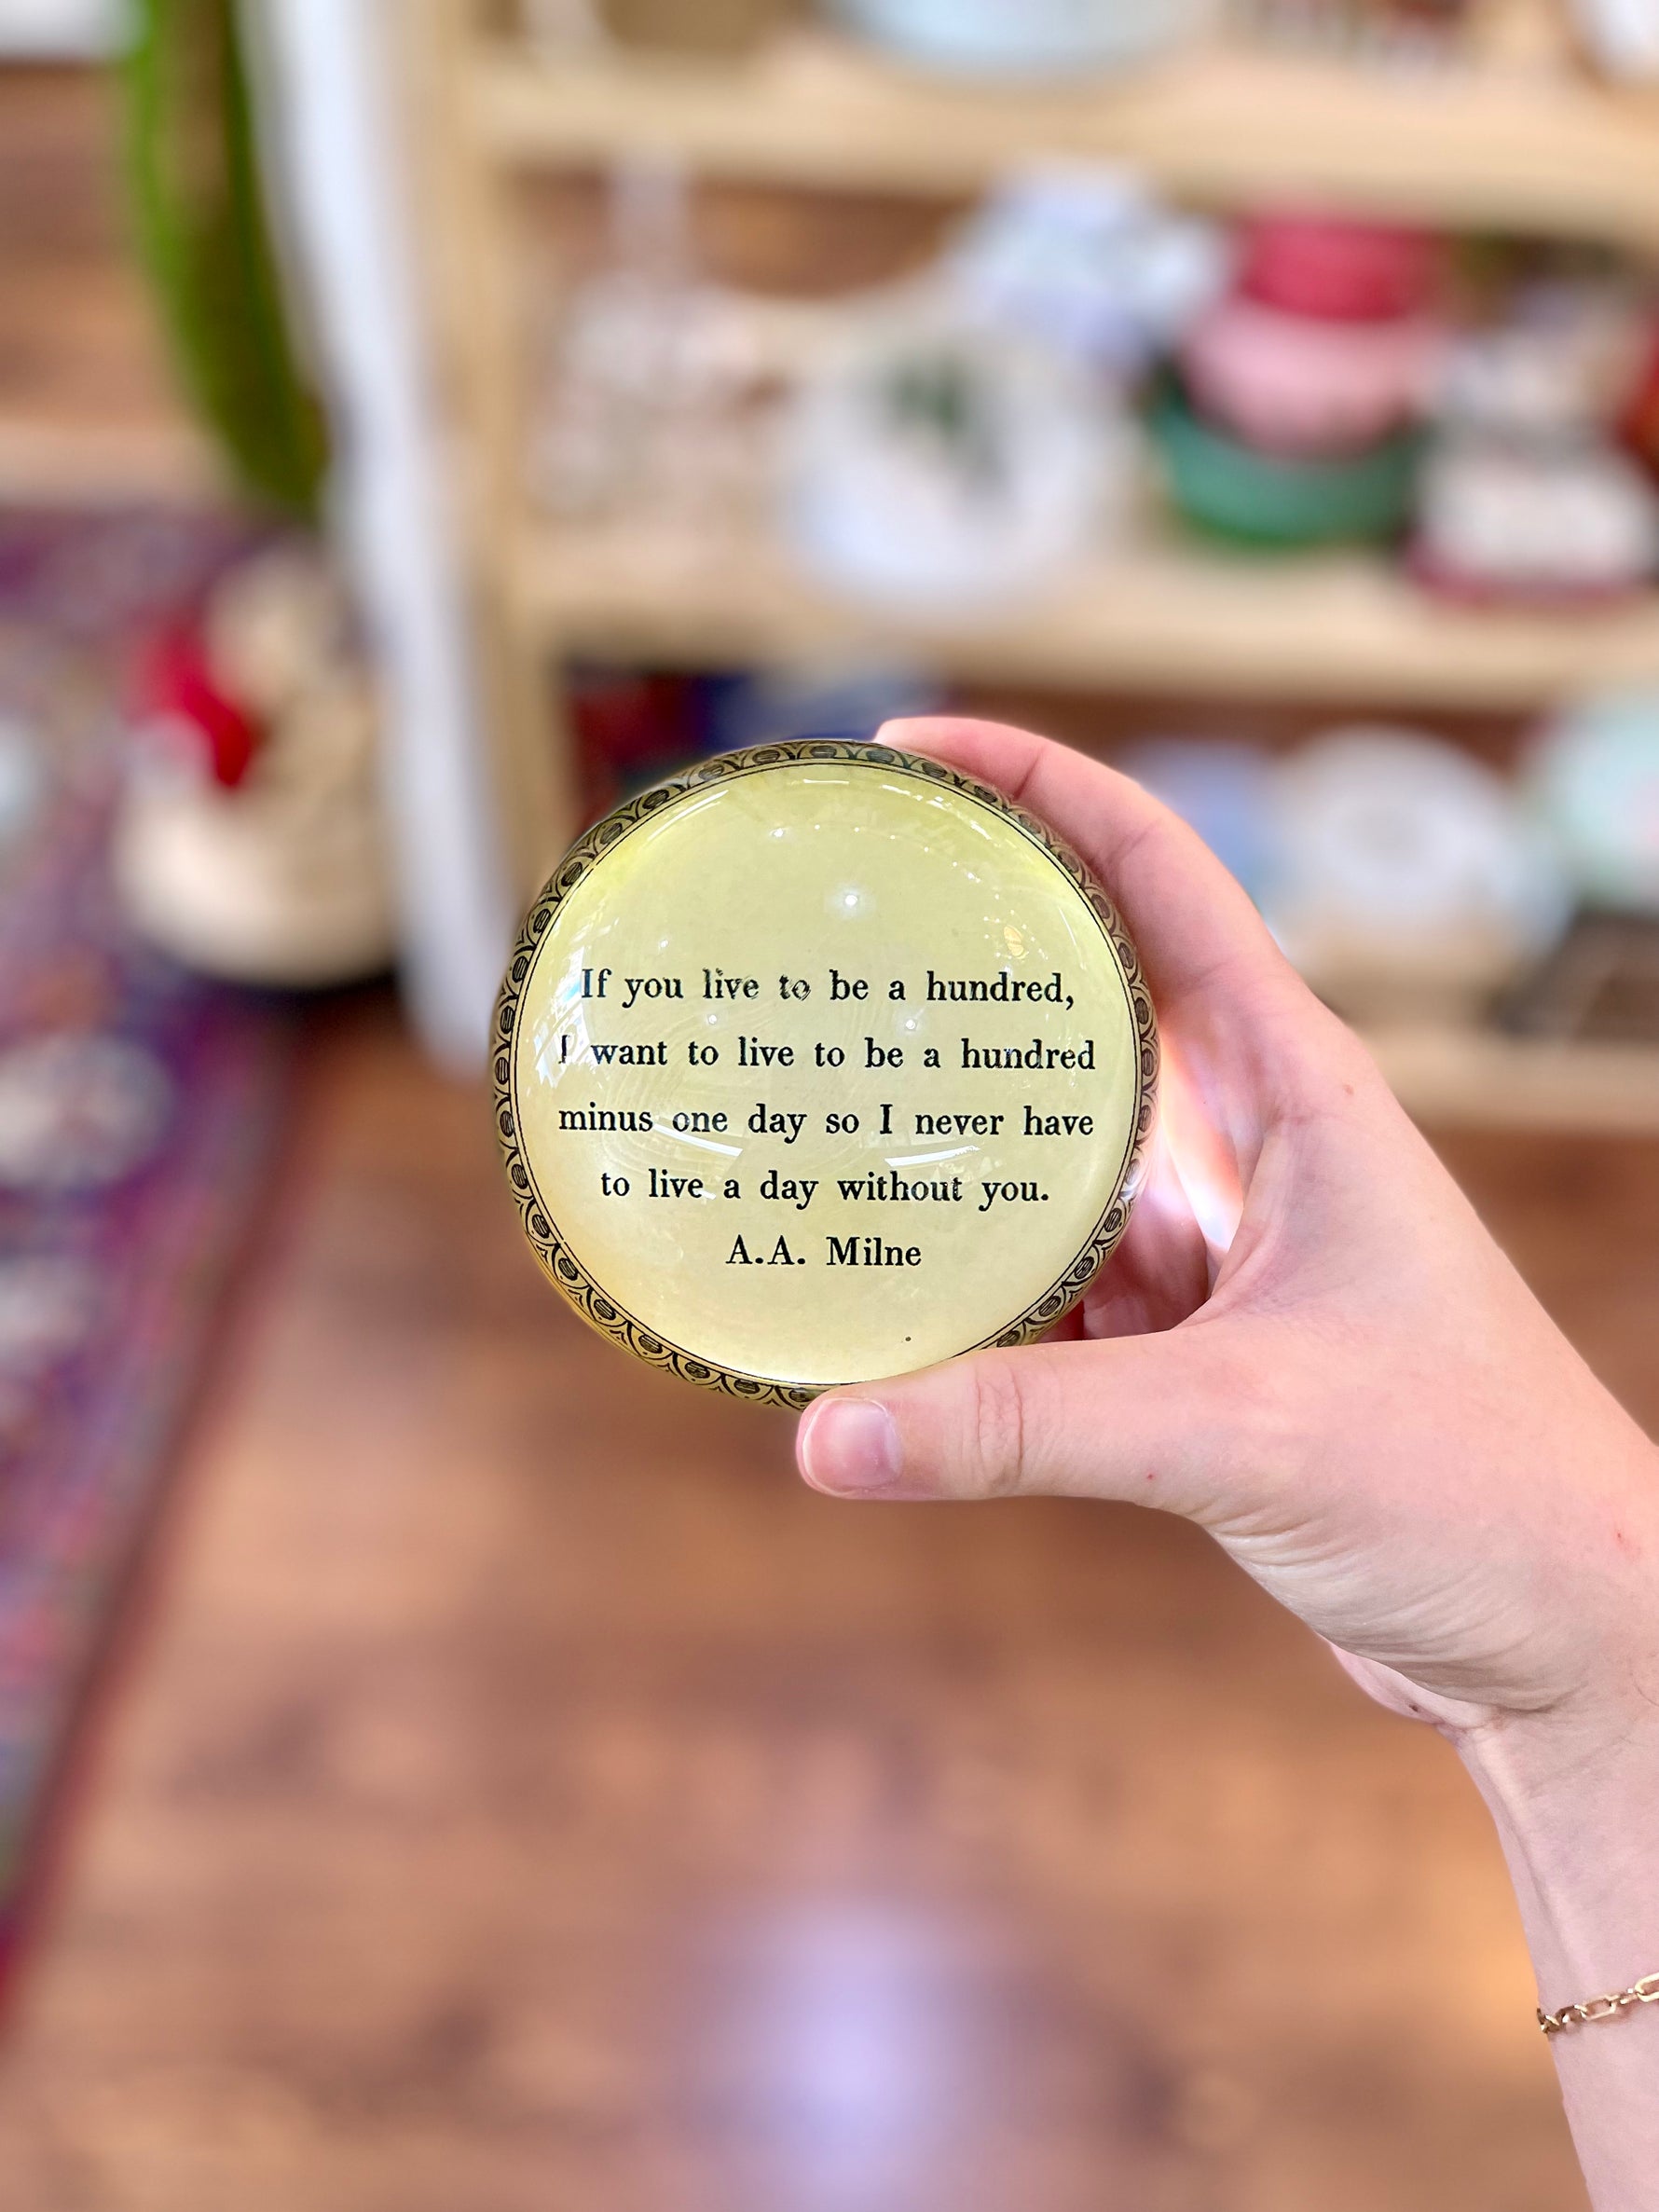 If you live to be a hundred,
I want to live to be a hundred
minus one day so I never have
to live a day without you.
A.A. Milne